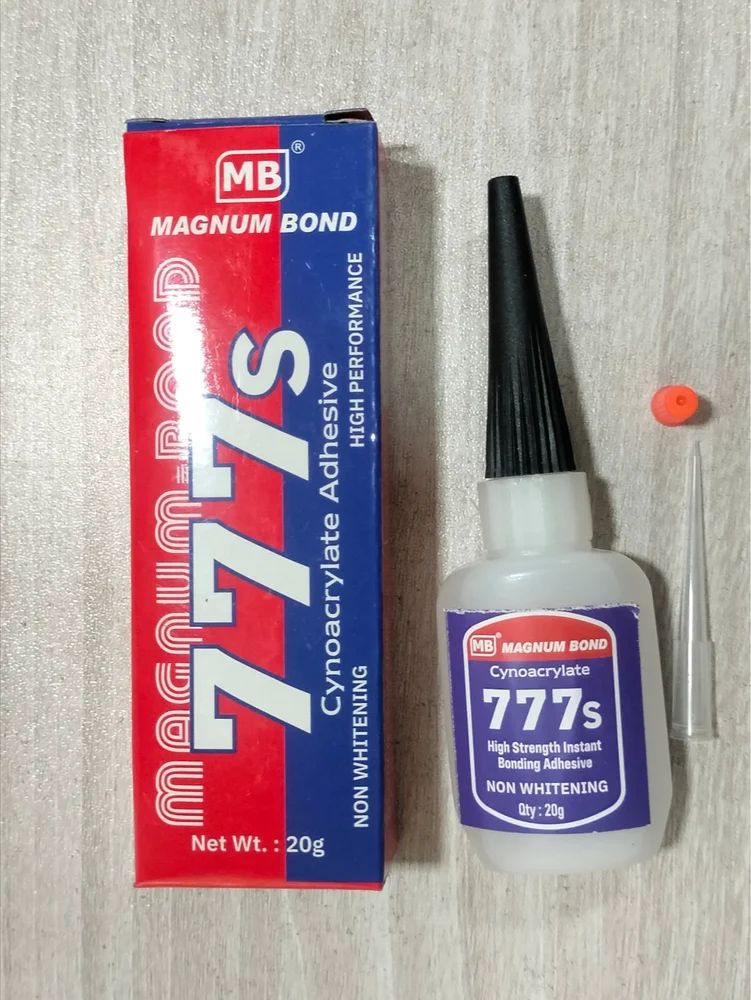 MB®
MAGNUM BOND
MAGNUM BOND
777s
Cynoacrylate Adhesive
HIGH PERFORMANCE
NON WHITENING
Net Wt. : 20g
MB MAGNUM BOND
Cynoacrylate
777s
High Strength Instant
Bonding Adhesive
NON WHITENING
Qty : 20g